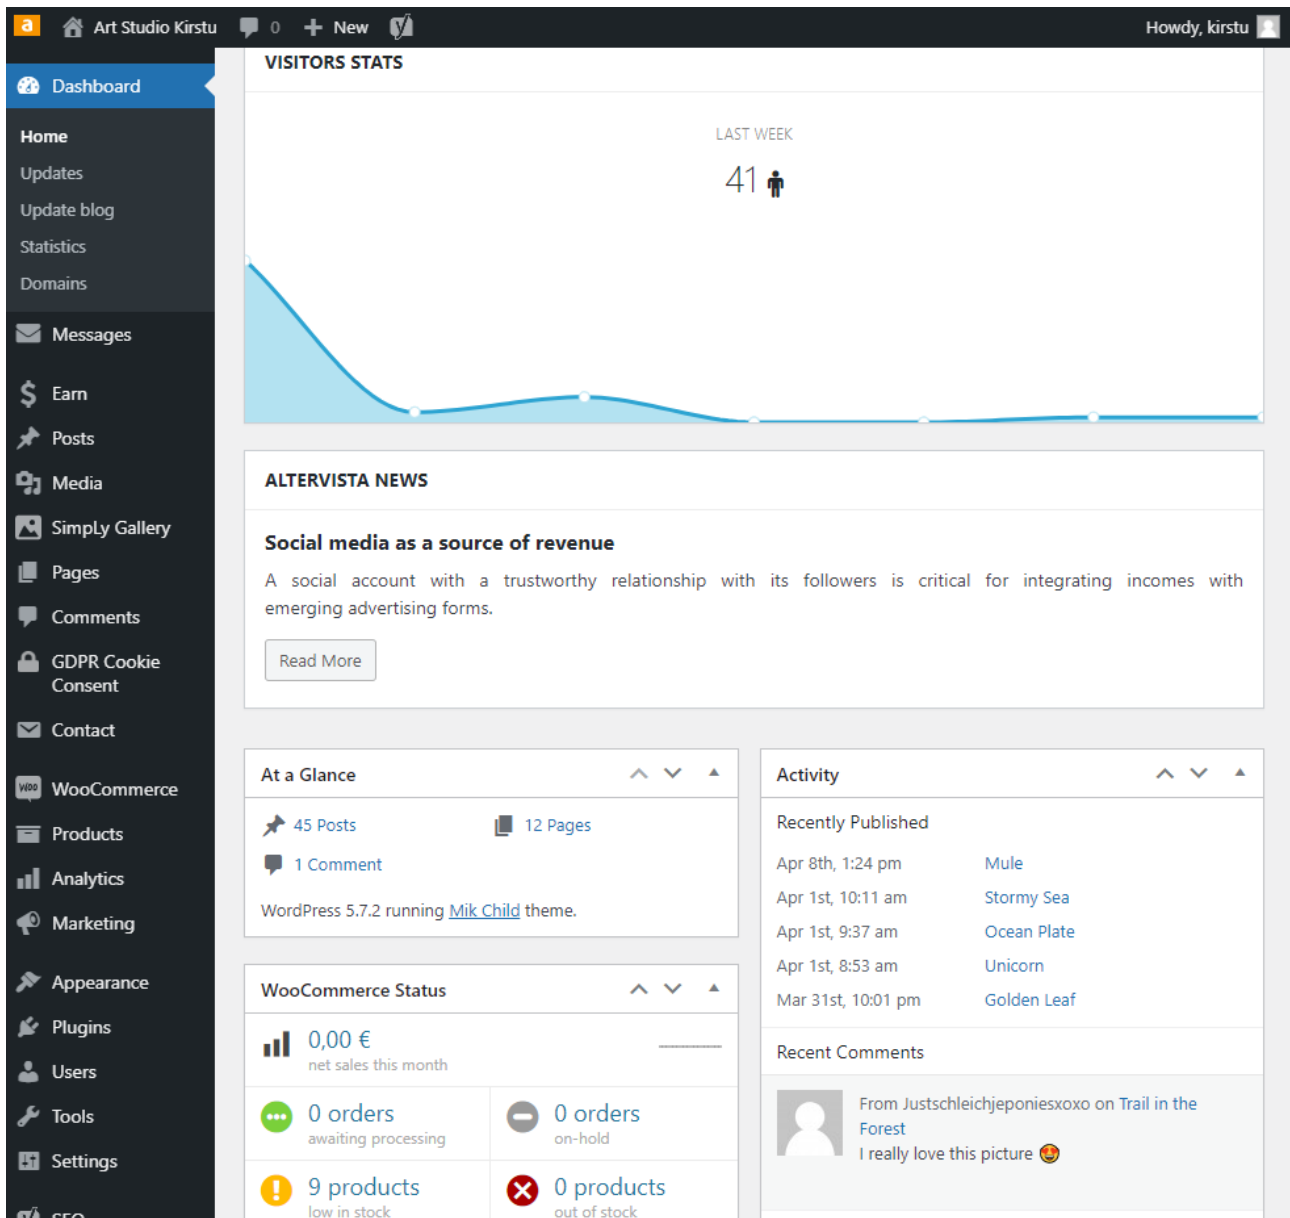 a Art Studio Kirstu 0 New Howdy, kirstu
Dashboard
Home
Updates
Update blog
Statistics
Domains
Messages
Earn
Posts
Media
SimpLy Gallery
Pages
Comments
GDPR Cookie
Consent
Contact
WooCommerce
Products
Analytics
Marketing
Appearance
Plugins
Users
Tools
Settings
SEO
VISITORS STATS
LAST WEEK
41
ALTERVISTA NEWS
Social media as a source of revenue
A social account with a trustworthy relationship with its followers is critical for integrating incomes with
emerging advertising forms.
Read More
At a Glance
45 Posts 12 Pages
1 Comment
WordPress 5.7.2 running Mik Child theme.
WooCommerce Status
0,00 €
net sales this month
0 orders
awaiting processing
0 orders
on-hold
9 products
low in stock
0 products
out of stock
Activity
Recently Published
Apr 8th, 1:24 pm Mule
Apr 1st, 10:11 am Stormy Sea
Apr 1st, 9:37 am Ocean Plate
Apr 1st, 8:53 am Unicorn
Mar 31st, 10:01 pm Golden Leaf
Recent Comments
From Justschleichjeponiesxoxo on Trail in the
Forest
I really love this picture 😍